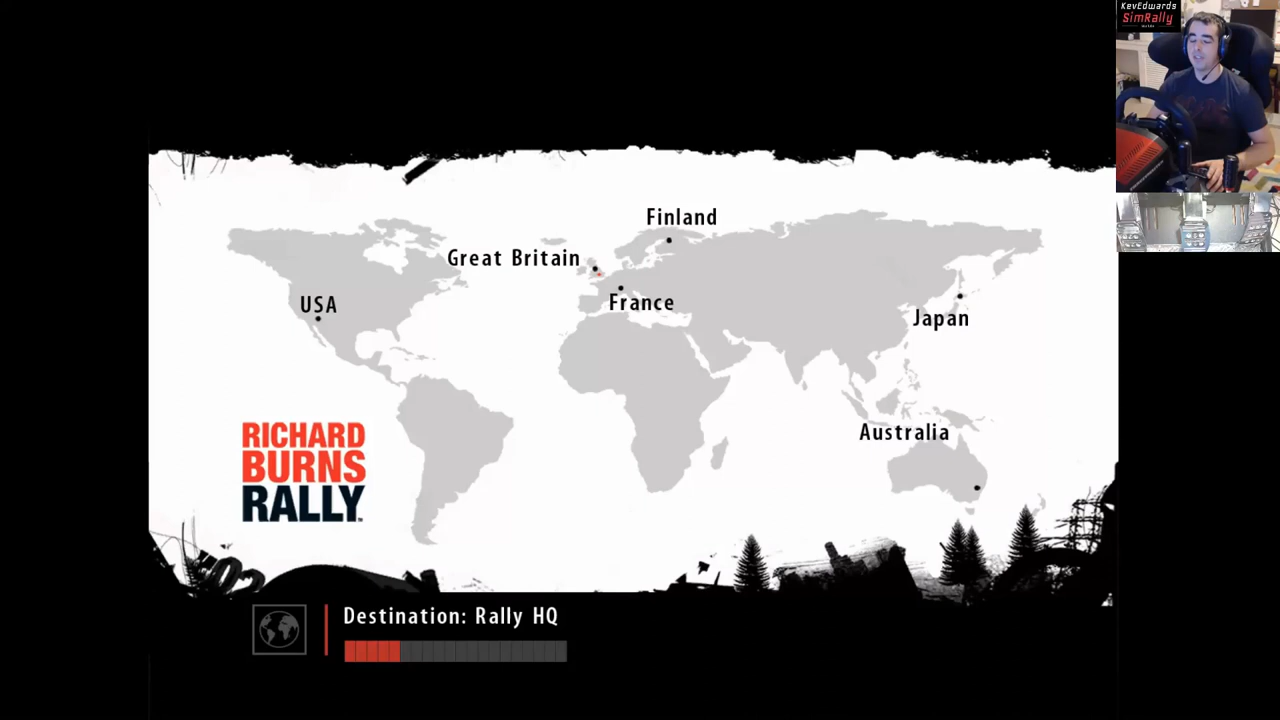 KevEdwards
SimRally
Finland
Great Britain
USA
France
Japan
Australia
RICHARD
BURNS
RALLY
Destination: Rally HQ